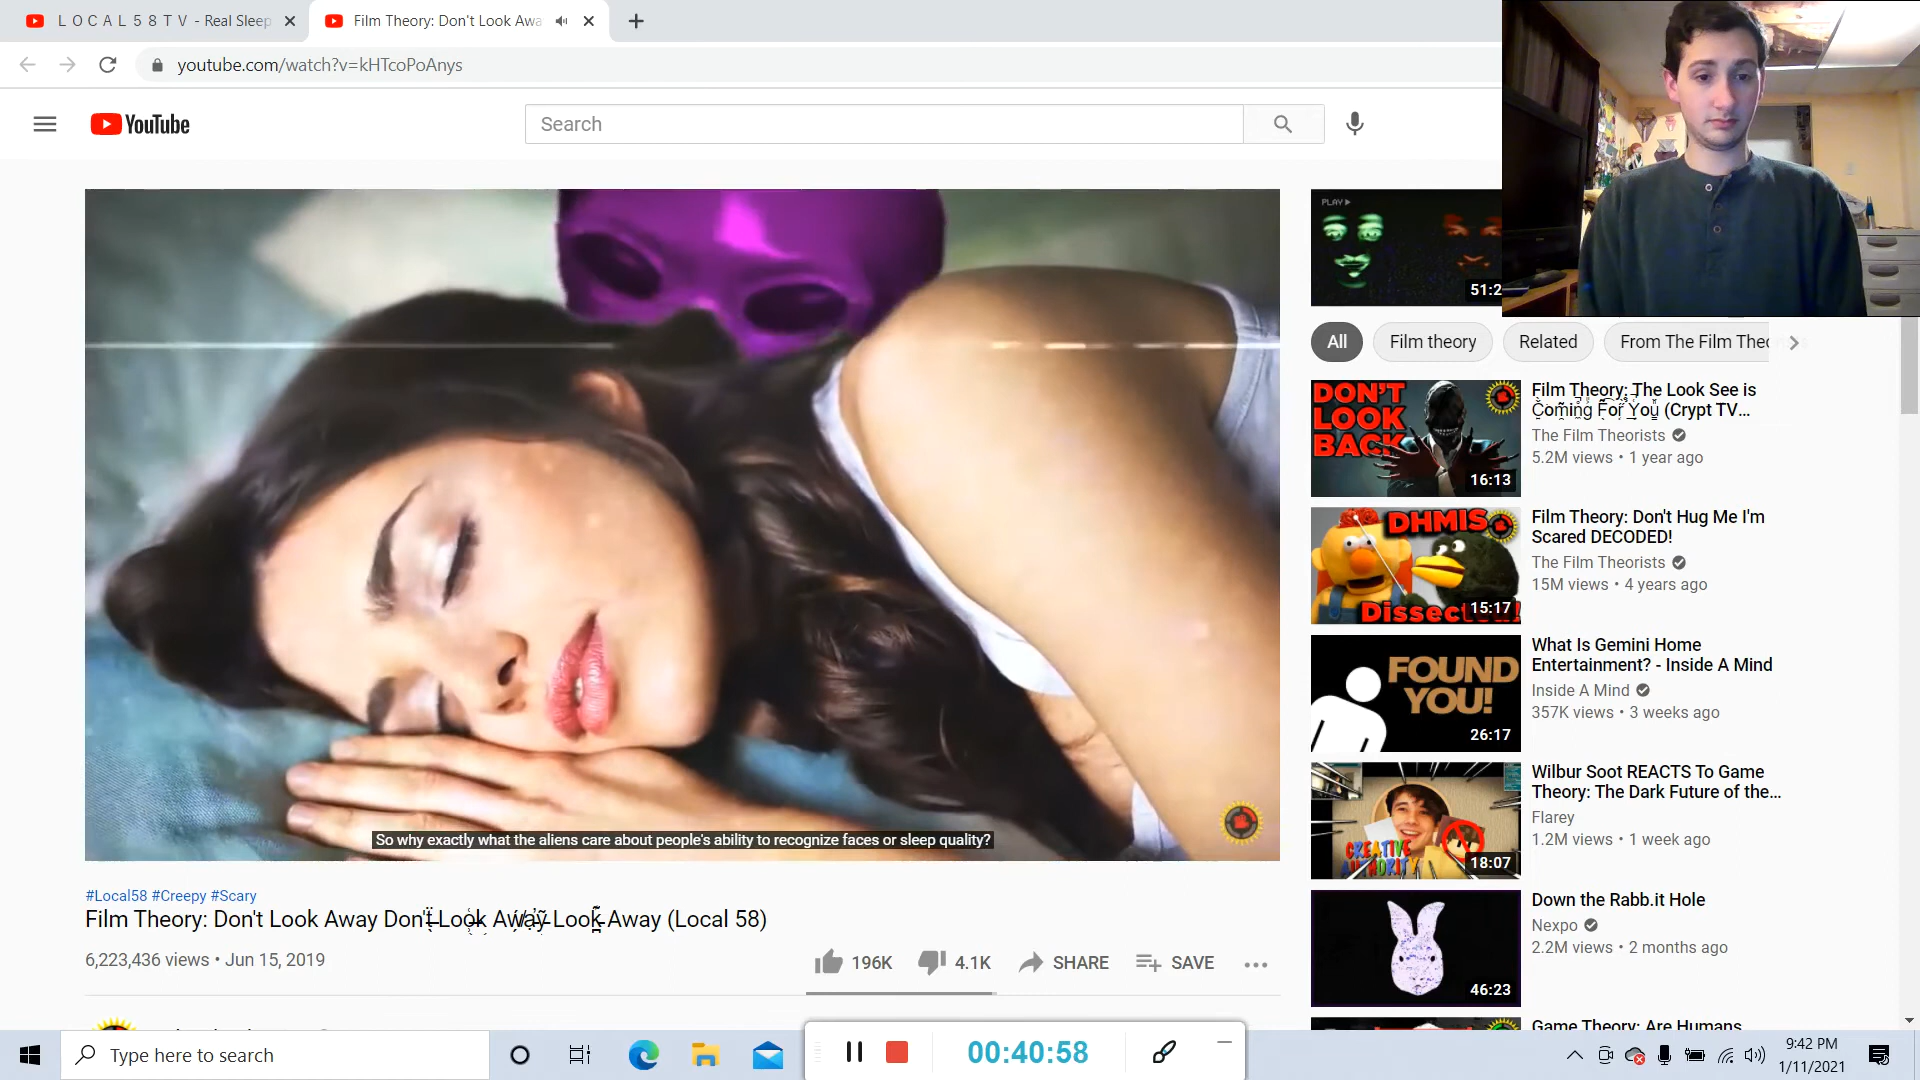 L O C A L 5 8 T V - Real Sleep
Film Theory: Don't Look Awa
youtube.com/watch?v=kHTcoPoAnys
YouTube
Search
PLAY
51:2
All
Film theory
Related
From The Film Theo
DON'T
LOOK
BACK
16:13
Film Theory: The Look See is
Coming For You (Crypt TV...
The Film Theorists
5.2M views • 1 year ago
DHMIS
15:17
Film Theory: Don't Hug Me I'm
Scared DECODED!
The Film Theorists
15M views • 4 years ago
FOUND
YOU!
26:17
What Is Gemini Home
Entertainment? - Inside A Mind
Inside A Mind
357K views • 3 weeks ago
CREATIVE
AUTHORITY
18:07
Wilbur Soot REACTS To Game
Theory: The Dark Future of the...
Flarey
1.2M views • 1 week ago
46:23
Down the Rabb.it Hole
Nexpo
2.2M views • 2 months ago
So why exactly what the aliens care about people's ability to recognize faces or sleep quality?
#Local58 #Creepy #Scary
Film Theory: Don't Look Away Don't Look Away Look Away (Local 58)
6,223,436 views • Jun 15, 2019
196K
4.1K
SHARE
SAVE
Game Theory: Are Humans
Type here to search
00:40:58
9:42 PM
1/11/2021